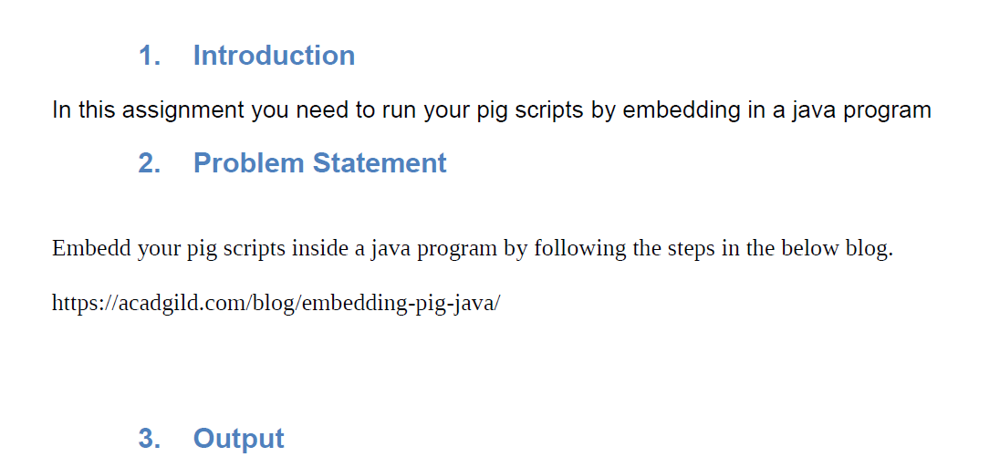 1. Introduction
In this assignment you need to run your pig scripts by embedding in a java program
2. Problem Statement
Embedd your pig scripts inside a java program by following the steps in the below blog.
https://acadgild.com/blog/embedding-pig-java/
3. Output